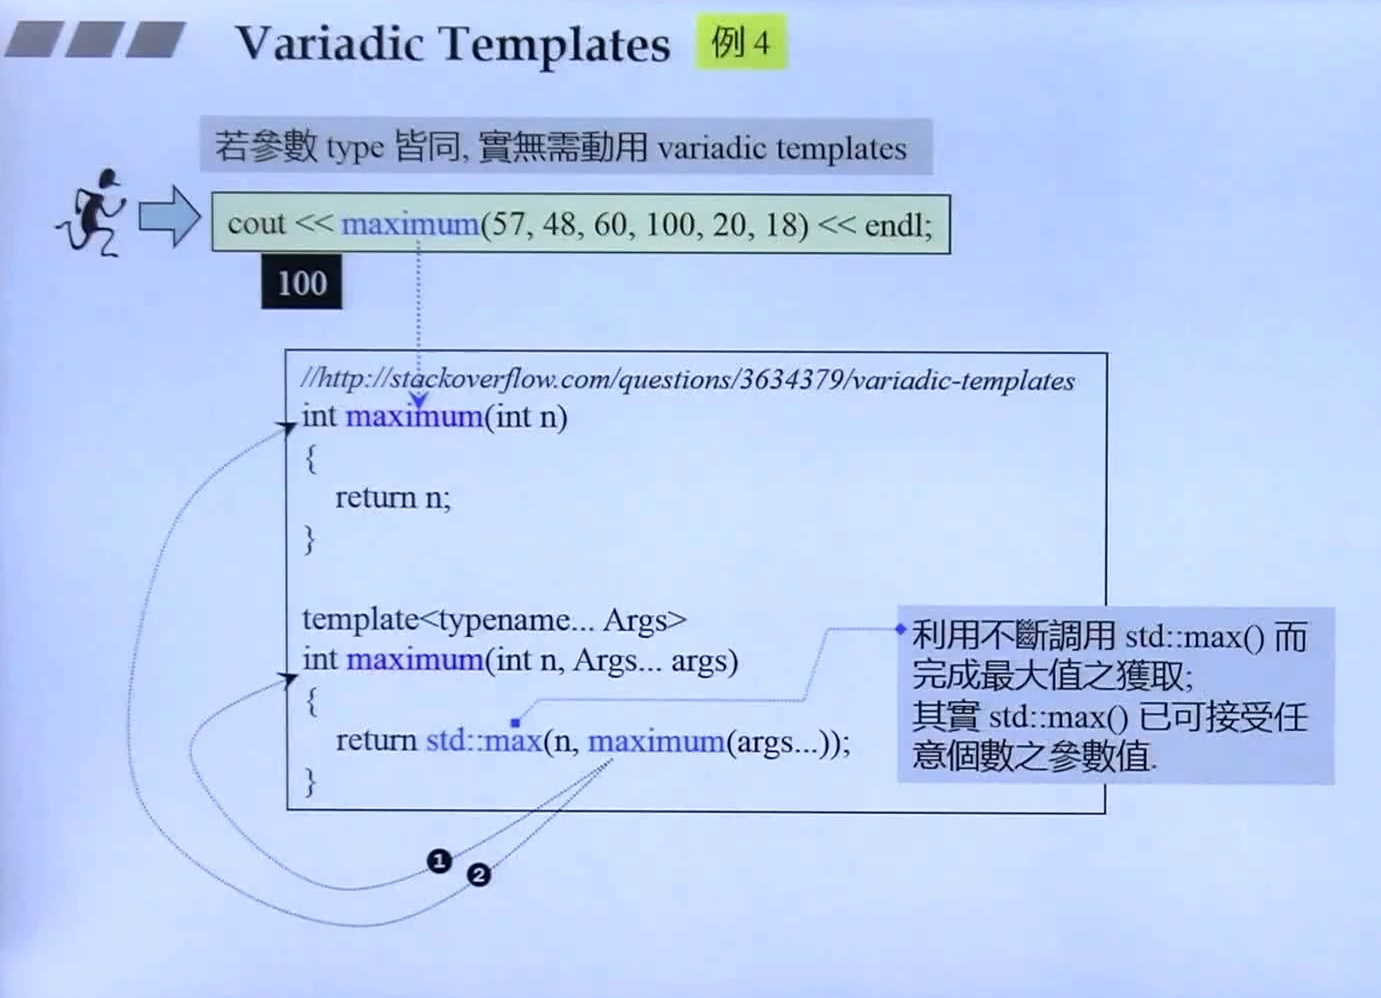 Variadic Templates 例 4
若參數 type 皆同, 實無需動用 variadic templates
cout << maximum(57, 48, 60, 100, 20, 18) << endl;
100
//http://stackoverflow.com/questions/3634379/variadic-templates
int maximum(int n)
{
return n;
}
template<typename... Args>
int maximum(int n, Args... args)
{
return std::max(n, maximum(args...));
}
利用不斷調用 std::max() 而
完成最大值之獲取;
其實 std::max() 已可接受任
意個數之參數值.
❶
❷